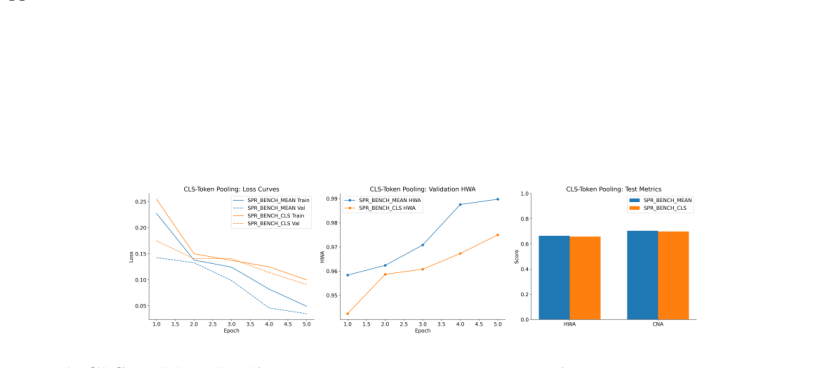 CLS-Token Pooling: Loss Curves
SPR_BENCH_MEAN Train
SPR_BENCH_MEAN Val
SPR_BENCH_CLS Train
SPR_BENCH_CLS Val
0.25
0.20
0.15
0.10
0.05
Loss
1.0 1.5 2.0 2.5 3.0 3.5 4.0 4.5 5.0
Epoch
CLS-Token Pooling: Validation HWA
SPR_BENCH_MEAN HWA
SPR_BENCH_CLS HWA
0.99
0.98
0.97
0.96
0.95
HWA
1.0 1.5 2.0 2.5 3.0 3.5 4.0 4.5 5.0
Epoch
CLS-Token Pooling: Test Metrics
SPR_BENCH_MEAN
SPR_BENCH_CLS
1.0
0.8
0.6
0.4
0.2
0.0
Score
HWA CNA